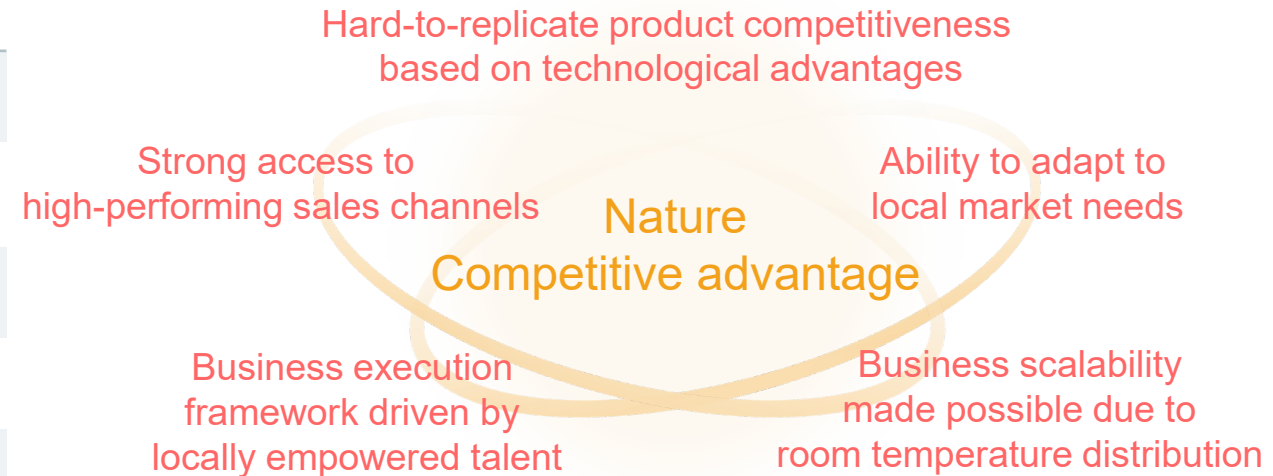 Hard-to-replicate product competitiveness
based on technological advantages
Strong access to
high-performing sales channels
Ability to adapt to
local market needs
Nature
Competitive advantage
Business execution
framework driven by
locally empowered talent
Business scalability
made possible due to
room temperature distribution